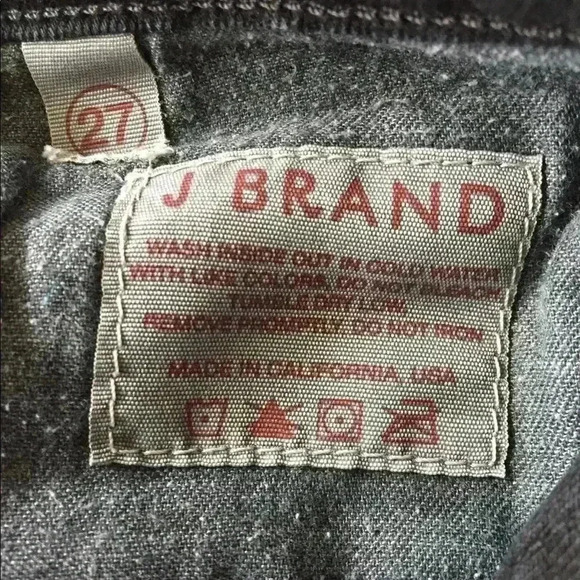 27
J BRAND
WASH INSIDE OUT IN COLD WATER
WITH LIKE COLORS, DO NOT BLEACH
TUMBLE DRY LOW
REMOVE PROMPTLY DO NOT IRON
MADE IN CALIFORNIA, USA